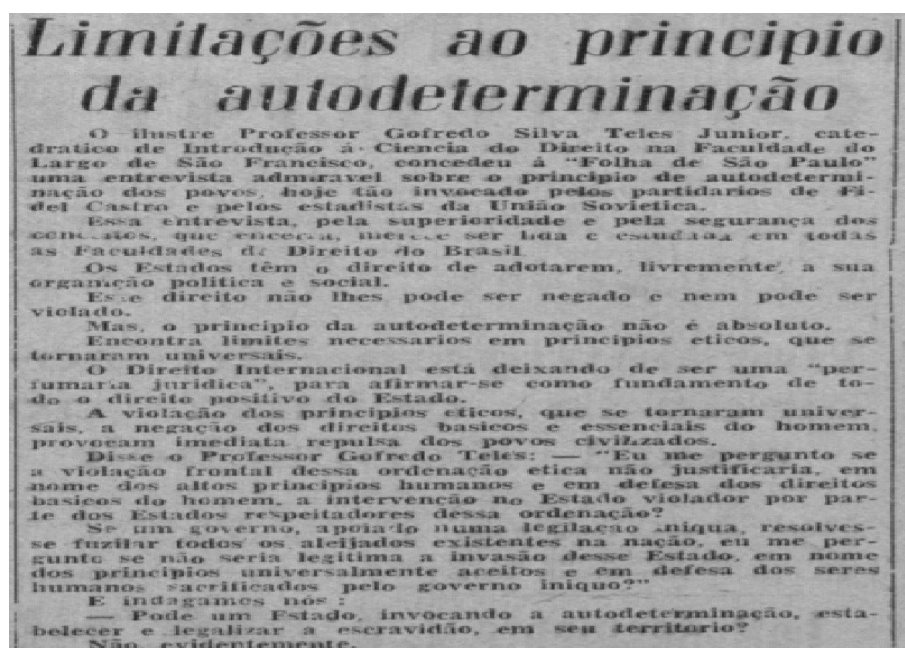 Limitações ao principio
da autodeterminação
O ilustre Professor Gofredo Silva Teles Junior, cate-
dratico de Introdução á Ciencia do Direito na Faculdade do
Largo de São Francisco, concedeu á "Folha de São Paulo"
uma entrevista admiravel sobre o principio de autodetermi-
nação dos povos, hoje tão invocado pelos partidarios de Fi-
del Castro e pelos estadistas da União Sovietica.
Essa entrevista, pela superioridade e pela segurança dos
que encerra, merece ser lida e estudada em todas
as Faculdades de Direito do Brasil
Os Estados têm o direito de adotarem, livremente, a sua
organição politica e social.
Esse direito não lhes pode ser negado e nem pode ser
violado.
Mas, o principio da autodeterminação não é absoluto.
Encontra limites necessarios em principios eticos, que se
tornaram universais.
O Direito Internacional está deixando de ser uma "per-
fumaria juridica", para afirmar-se como fundamento de to-
do o direito positivo do Estado.
A violação dos principios eticos, que se tornaram univer-
sais, a negação dos direitos basicos e essenciais do homem,
provocam imediata repulsa dos povos civilizados.
Disse o Professor Gofredo Teles: — "Eu me pergunto se
a violação frontal dessa ordenação etica não justificaria, em
nome dos altos principios humanos e em defesa dos direitos
basicos do homem, a intervenção no Estado violador por par-
te dos Estados respeitadores dessa ordenação?
Se um governo, apoiado numa legilação iniqua, resolves-
se fuzilar todos os aleijados existentes na nação, eu me per-
gunto se não seria legitima a invasão desse Estado, em nome
dos principios universalmente aceitos e em defesa dos seres
humanos sacrificados pelo governo iniquo?"
E indagamos nós:
— Pode um Estado, invocando a autodeterminação, esta-
belecer e legalizar a escravidão, em seu territorio?
Não evidentemente.